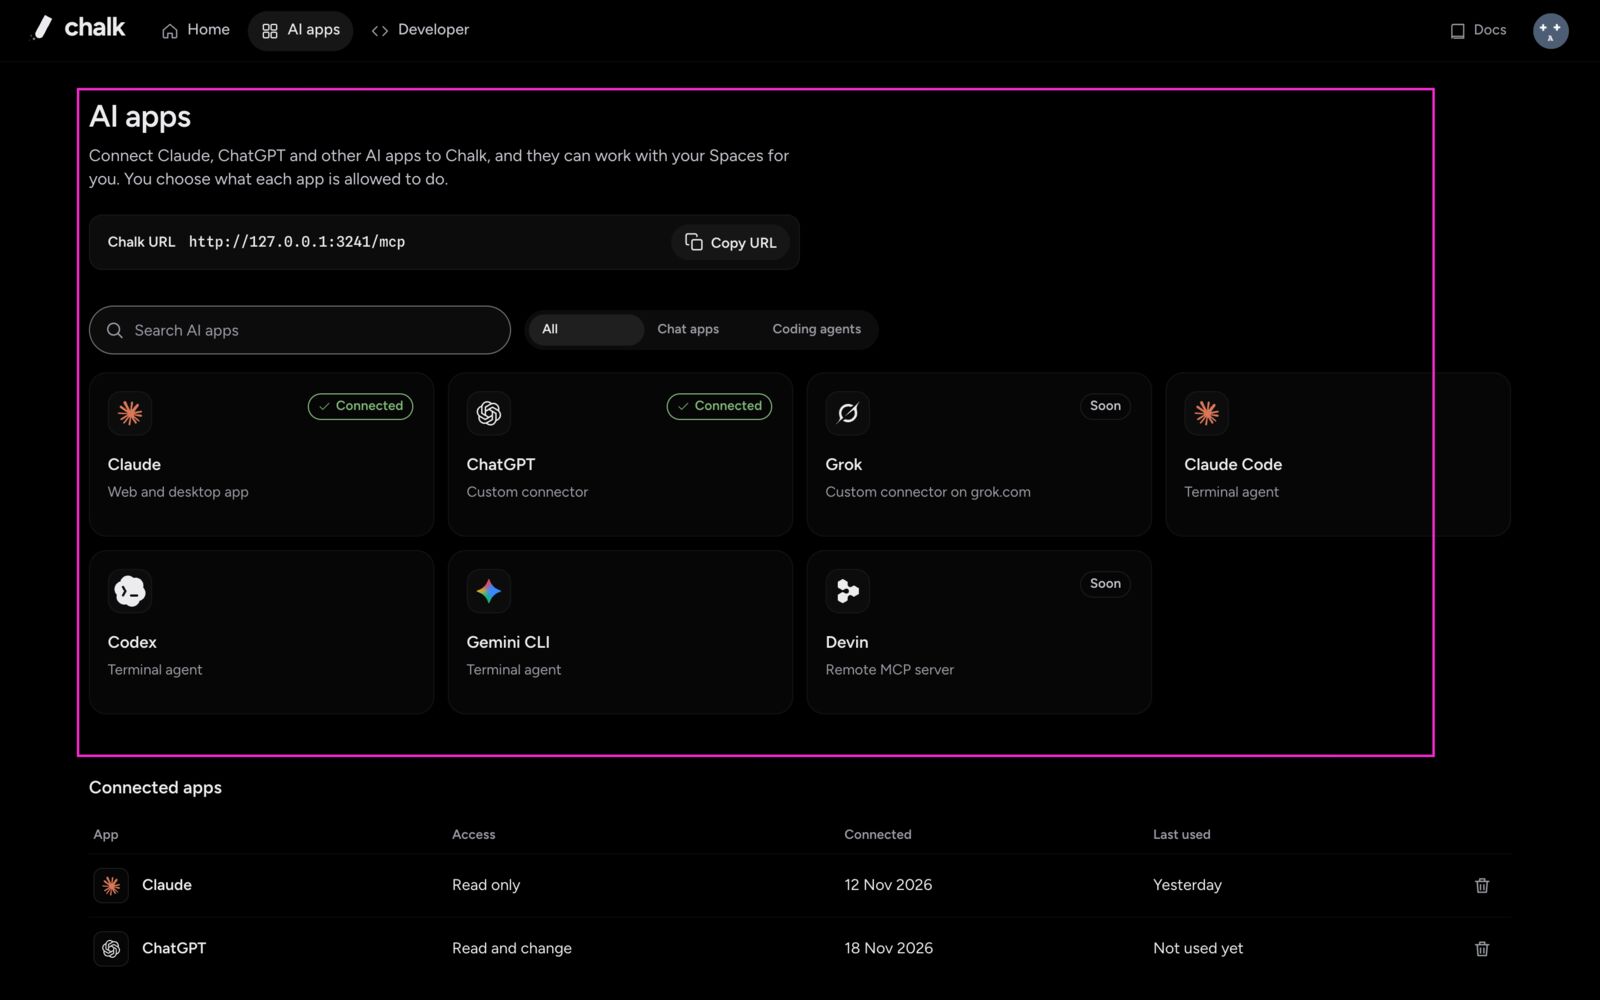 chalk
Home
AI apps
Developer
Docs
AI apps
Connect Claude, ChatGPT and other AI apps to Chalk, and they can work with your Spaces for
you. You choose what each app is allowed to do.
Chalk URL http://127.0.0.1:3241/mcp
Copy URL
Search AI apps
All
Chat apps
Coding agents
Connected
Claude
Web and desktop app
Connected
ChatGPT
Custom connector
Soon
Grok
Custom connector on grok.com
Claude Code
Terminal agent
Codex
Terminal agent
Gemini CLI
Terminal agent
Soon
Devin
Remote MCP server
Connected apps
App Access Connected Last used
Claude Read only 12 Nov 2026 Yesterday
ChatGPT Read and change 18 Nov 2026 Not used yet